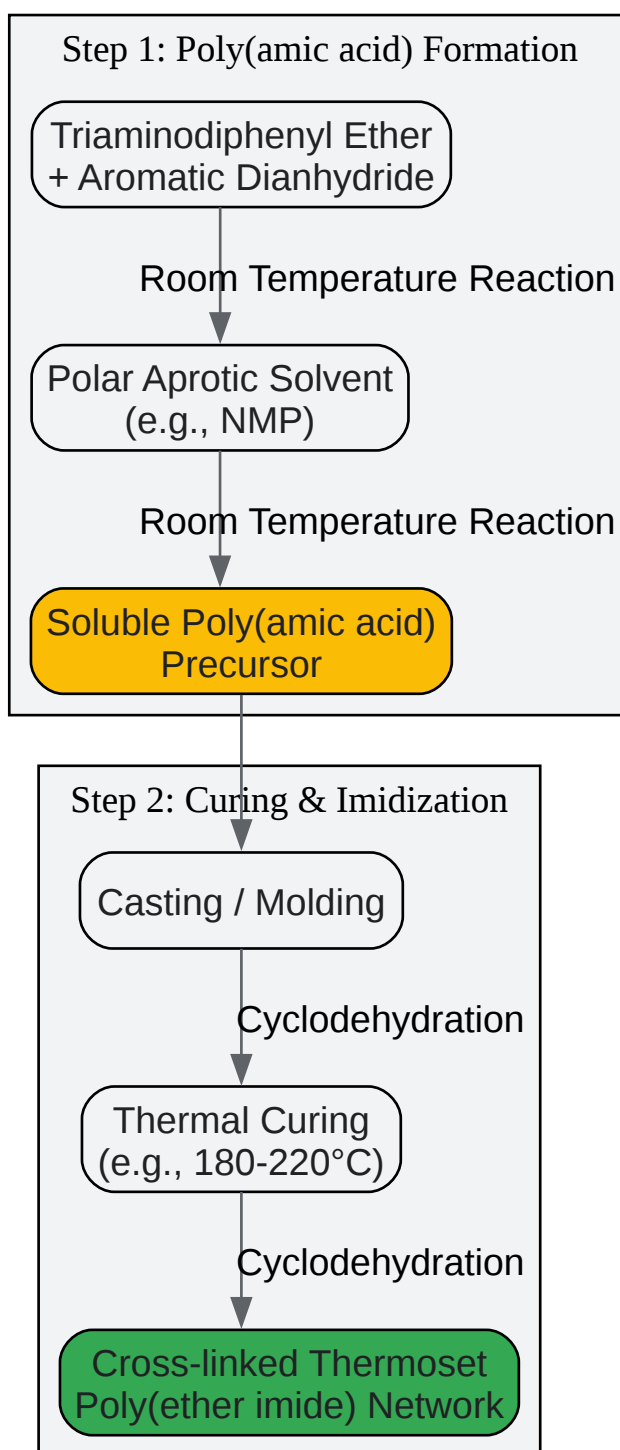 Step 1: Poly(amic acid) Formation
Triaminodiphenyl Ether
+ Aromatic Dianhydride
Room Temperature Reaction
Polar Aprotic Solvent
(e.g., NMP)
Room Temperature Reaction
Soluble Poly(amic acid)
Precursor
Step 2: Curing & Imidization
Casting / Molding
Cyclodehydration
Thermal Curing
(e.g., 180-220°C)
Cyclodehydration
Cross-linked Thermoset
Poly(ether imide) Network